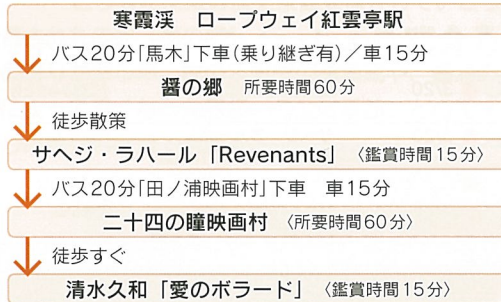 寒霞渓　ロープウェイ紅雲亭駅
バス20分「馬木」下車(乗り継ぎ有)／車15分
醤の郷　所要時間60分
徒歩散策
サヘジ・ラハール「Revenants」〈鑑賞時間15分〉
バス20分「田ノ浦映画村」下車　車15分
二十四の瞳映画村　〈所要時間60分〉
徒歩すぐ
清水久和「愛のボラード」〈鑑賞時間15分〉